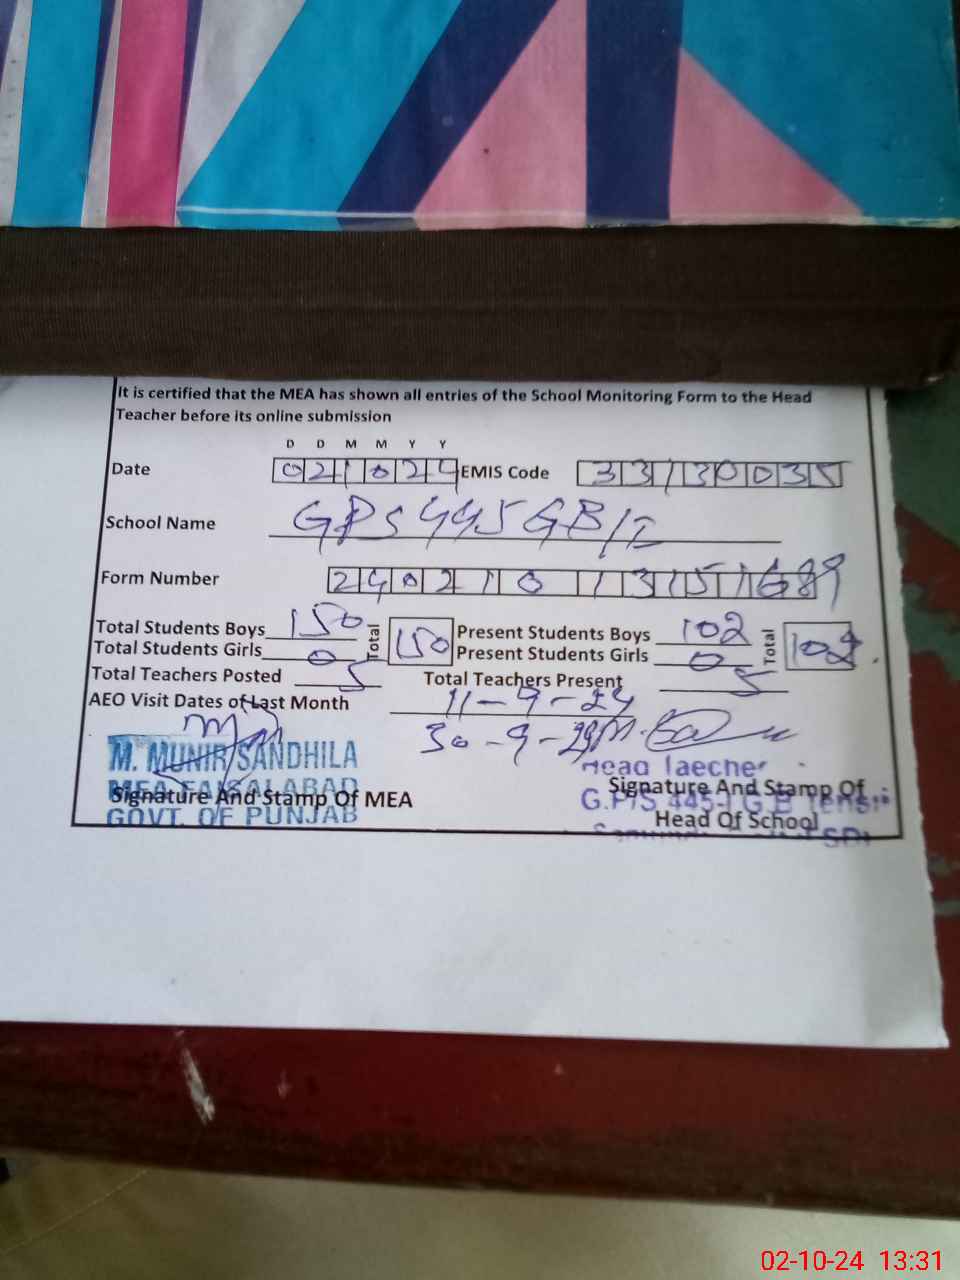 It is certified that the MEA has shown all entries of the School Monitoring Form to the Head
Teacher before its online submission
D D M M Y Y
Date 021024 EMIS Code 33130035
School Name GPS 445 GB/I
Form Number
Total Students Boys 150 Total 150 Present Students Boys 102 Total 102
Total Students Girls 0 Present Students Girls 0
Total Teachers Posted 5 Total Teachers Present 5
AEO Visit Dates of Last Month 11-9-24
30-9-
M. MUNIR SANDHILA
MEA FAISALABAD
GOVT. OF PUNJAB
Signature And Stamp Of MEA
Head Taecher
G.P/S 445-
Signature And Stamp Of
Head Of School
02-10-24 13:31